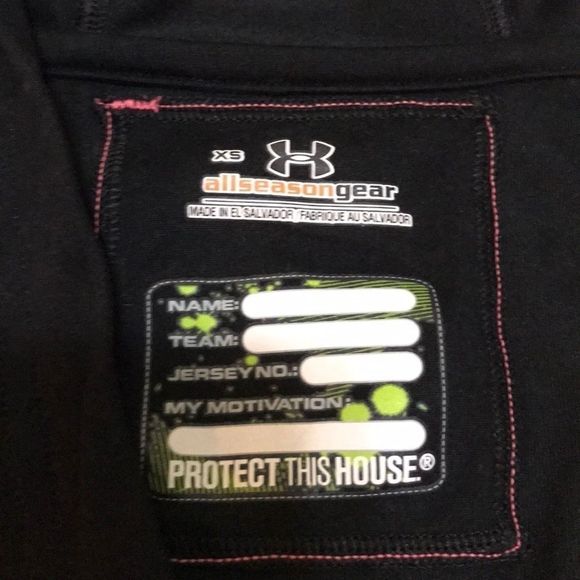 XS
allseasongear
MADE IN EL SALVADOR / FABRIQUE AU SALVADOR
NAME:
TEAM:
JERSEY NO.:
MY MOTIVATION:
PROTECT THIS HOUSE.®